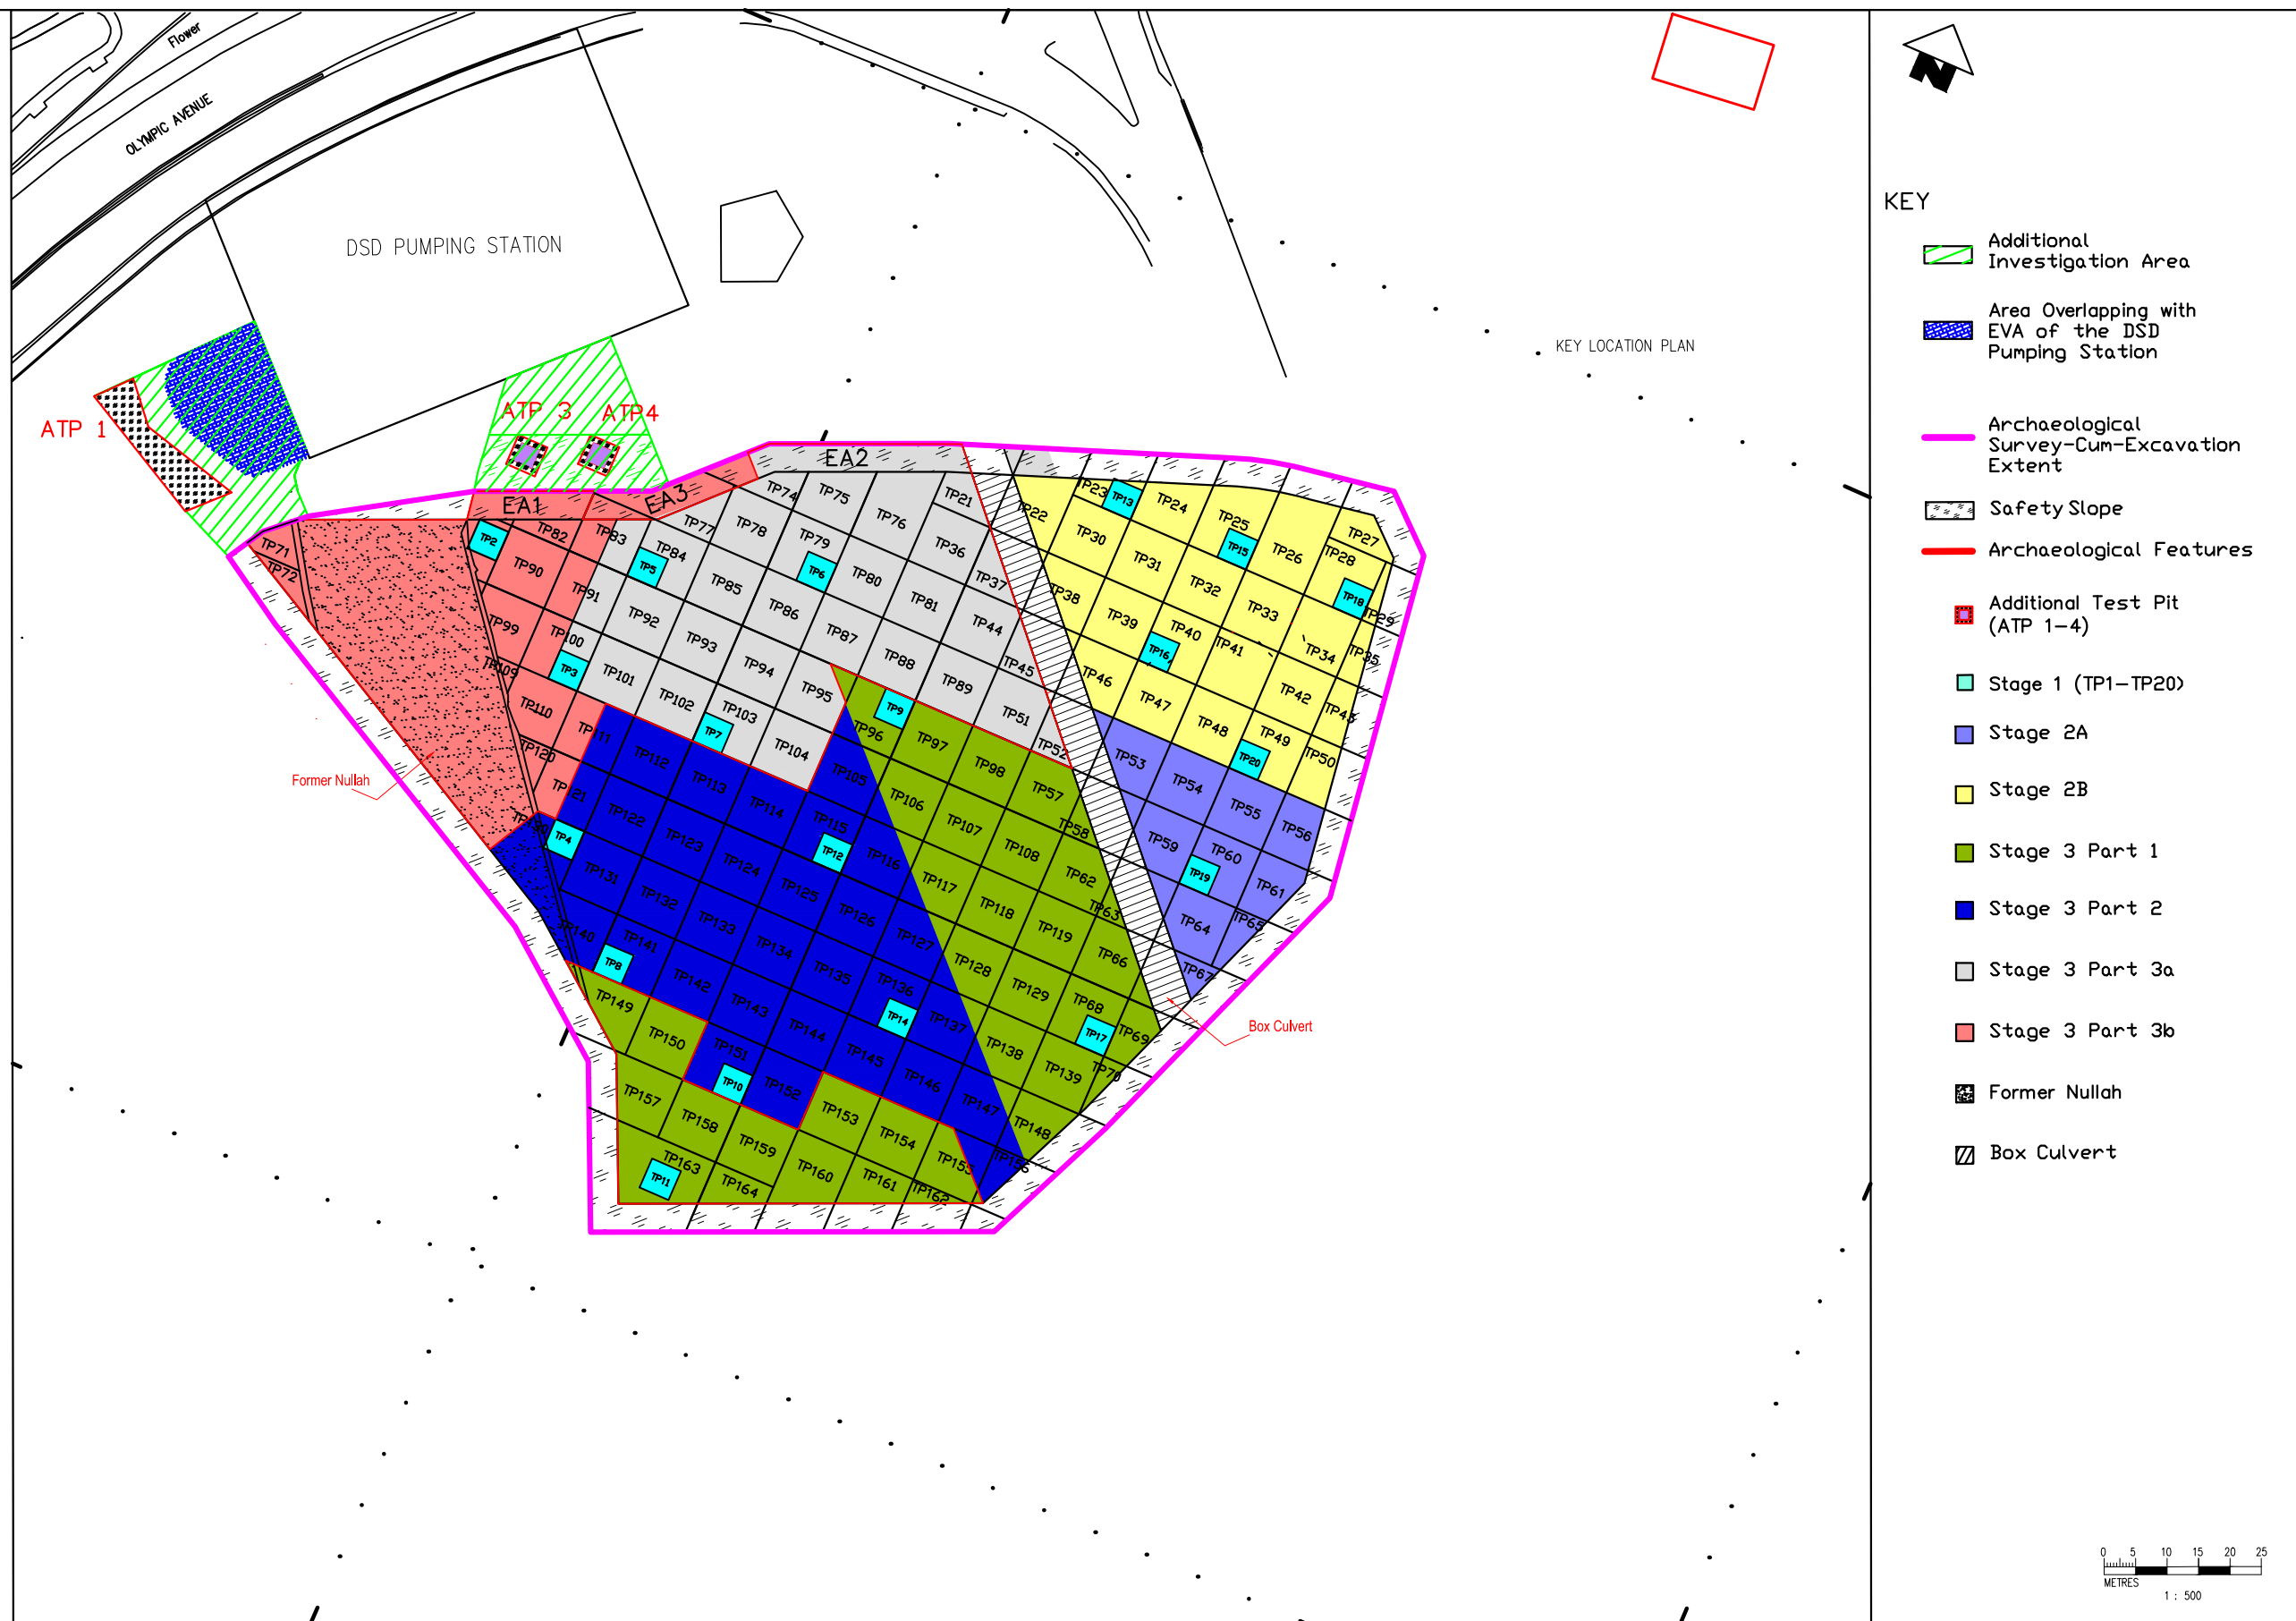 Flower
OLYMPIC AVENUE
DSD PUMPING STATION
KEY LOCATION PLAN
ATP 1
ATP 3
ATP4
EA1
EA3
EA2
TP71
TP72
TP2
TP82
TP83
TP84
TP77
TP78
TP74
TP75
TP76
TP21
TP22
TP23
TP13
TP24
TP25
TP26
TP27
TP28
TP90
TP91
TP5
TP85
TP79
TP6
TP80
TP36
TP37
TP30
TP31
TP15
TP32
TP33
TP18
TP29
TP99
TP100
TP92
TP93
TP86
TP87
TP81
TP44
TP38
TP39
TP40
TP16
TP41
TP34
TP35
TP109
TP3
TP101
TP102
TP94
TP95
TP88
TP89
TP45
TP46
TP47
TP48
TP42
TP43
TP110
TP111
TP112
TP7
TP103
TP104
TP9
TP96
TP97
TP51
TP52
TP53
TP54
TP20
TP49
TP50
TP120
TP121
TP122
TP113
TP114
TP105
TP106
TP98
TP57
TP58
TP59
TP60
TP55
TP56
TP130
TP4
TP131
TP123
TP124
TP115
TP12
TP116
TP107
TP108
TP62
TP63
TP19
TP61
TP64
TP65
TP132
TP133
TP125
TP126
TP117
TP118
TP119
TP66
TP67
TP140
TP141
TP8
TP142
TP134
TP135
TP127
TP128
TP129
TP68
TP17
TP69
TP149
TP150
TP143
TP144
TP136
TP14
TP137
TP138
TP139
TP70
TP157
TP158
TP151
TP10
TP152
TP145
TP146
TP147
TP148
TP163
TP11
TP164
TP159
TP160
TP153
TP154
TP155
TP156
TP161
TP162
Former Nullah
Box Culvert
KEY
Additional
Investigation Area
Area Overlapping with
EVA of the DSD
Pumping Station
Archaeological
Survey-Cum-Excavation
Extent
Safety Slope
Archaeological Features
Additional Test Pit
(ATP 1-4)
Stage 1 (TP1-TP20)
Stage 2A
Stage 2B
Stage 3 Part 1
Stage 3 Part 2
Stage 3 Part 3a
Stage 3 Part 3b
Former Nullah
Box Culvert
N
0 5 10 15 20 25
METRES
1 : 500